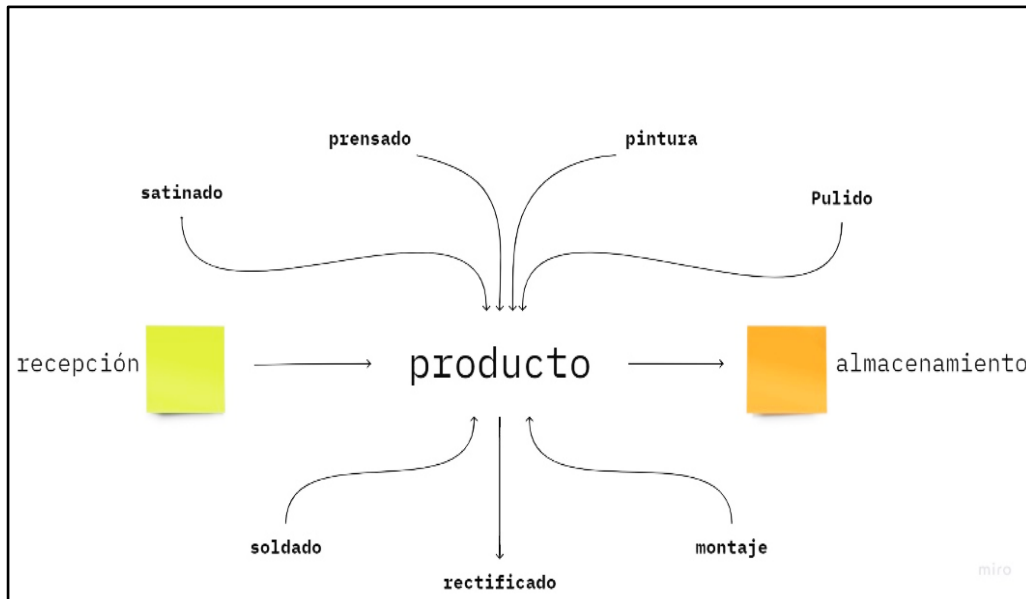 prensado
pintura
satinado
Pulido
recepción
producto
almacenamiento
soldado
montaje
rectificado
miro